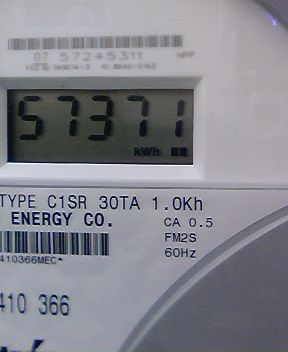 07 57245311
57371
kWh
TYPE C1SR 30TA 1.0Kh
ENERGY CO. CA 0.5
FM2S
410366MEC* 60Hz
410 366